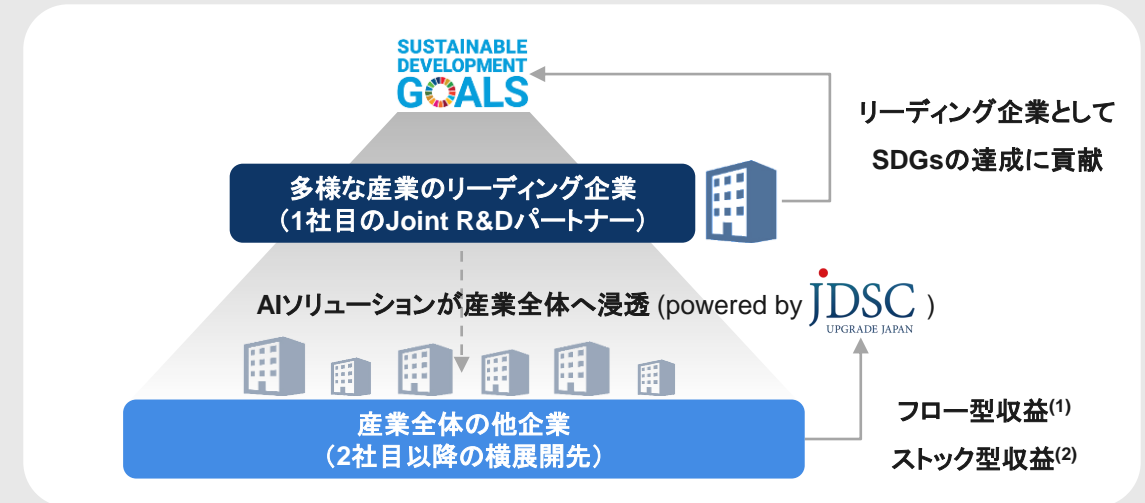 SUSTAINABLE
DEVELOPMENT
GOALS
リーディング企業として
SDGsの達成に貢献
多様な産業のリーディング企業
（1社目のJoint R&Dパートナー）
AIソリューションが産業全体へ浸透 (powered by JDSC )
UPGRADE JAPAN
産業全体の他企業
（2社目以降の横展開先）
フロー型収益(1)
ストック型収益(2)